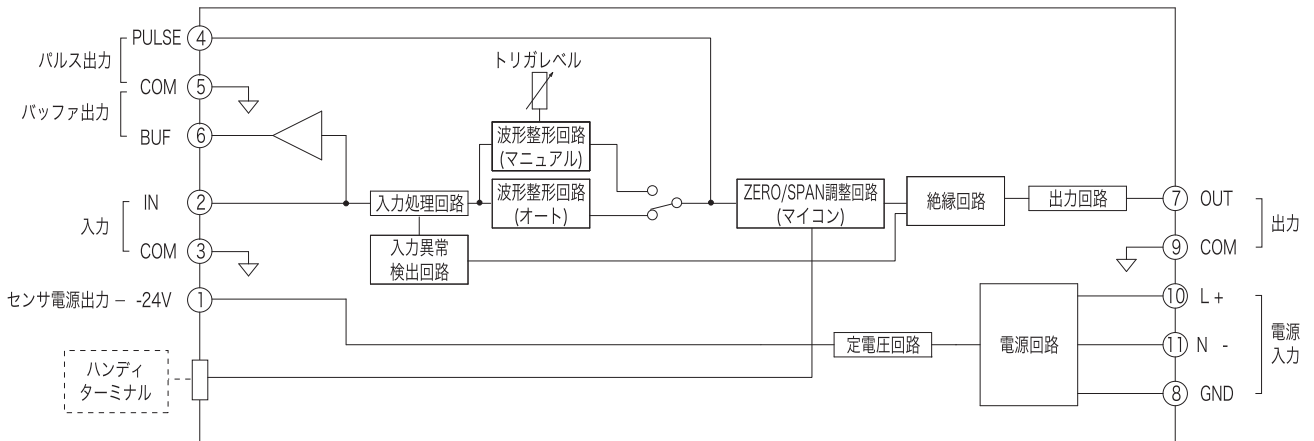 パルス出力
PULSE ④
COM ⑤
バッファ出力
BUF ⑥
入力
IN ②
COM ③
センサ電源出力 – -24V ①
ハンディ
ターミナル
トリガレベル
波形整形回路
(マニュアル)
波形整形回路
(オート)
入力処理回路
入力異常
検出回路
ZERO/SPAN調整回路
(マイコン)
絶縁回路
出力回路
定電圧回路
電源回路
⑦ OUT
⑨ COM
出力
⑩ L +
⑪ N -
⑧ GND
電源
入力